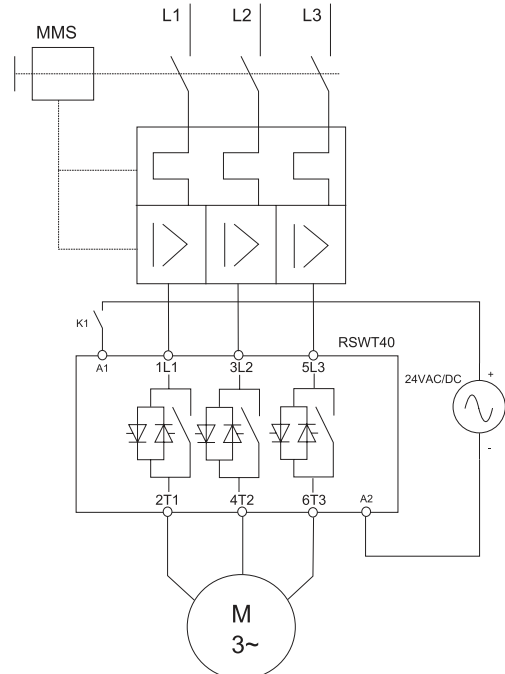 L1 L2 L3
MMS
K1
RSWT40
A1 1L1 3L2 5L3
24VAC/DC
+
-
2T1 4T2 6T3 A2
M
3~